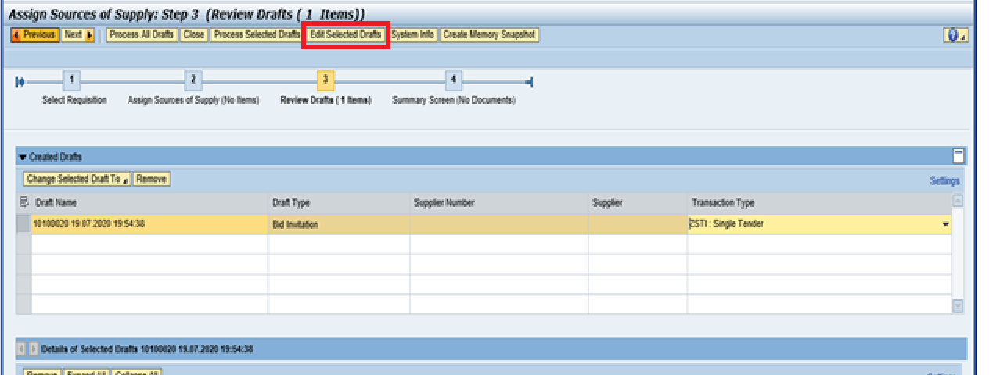 Assign Sources of Supply: Step 3 (Review Drafts ( 1 Items))
Previous Next Process All Drafts Close Process Selected Drafts Edit Selected Drafts System Info Create Memory Snapshot
1 2 3 4
Select Requisition Assign Sources of Supply (No Items) Review Drafts ( 1 Items) Summary Screen (No Documents)
Created Drafts
Change Selected Draft To Remove
Settings
Draft Name Draft Type Supplier Number Supplier Transaction Type
10100020 19.07.2020 19:54:38 Bid Invitation ZSTI : Single Tender
Details of Selected Drafts 10100020 19.07.2020 19:54:38
Remove Expand All Collapse All
Settings